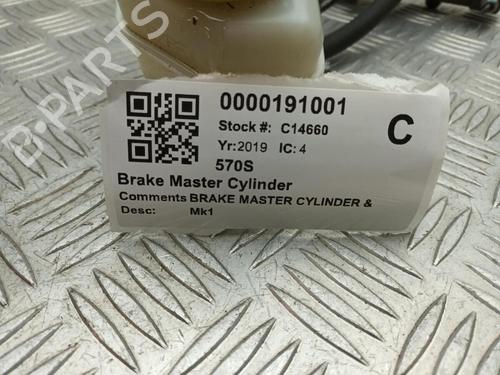 0000191001
Stock #: C14660
C
Yr: 2019 IC: 4
570S
Brake Master Cylinder
Comments BRAKE MASTER CYLINDER &
Desc: Mk1
B-PARTS